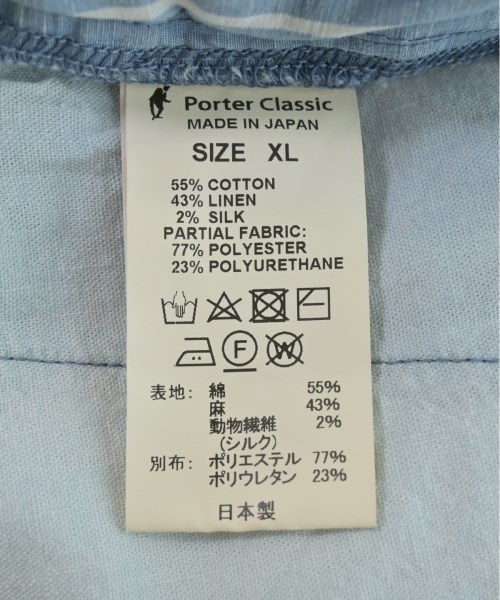 Porter Classic
MADE IN JAPAN
SIZE XL
55% COTTON
43% LINEN
2% SILK
PARTIAL FABRIC:
77% POLYESTER
23% POLYURETHANE
F W
表地: 綿 55%
麻 43%
動物繊維 2%
(シルク)
別布: ポリエステル 77%
ポリウレタン 23%
日本製